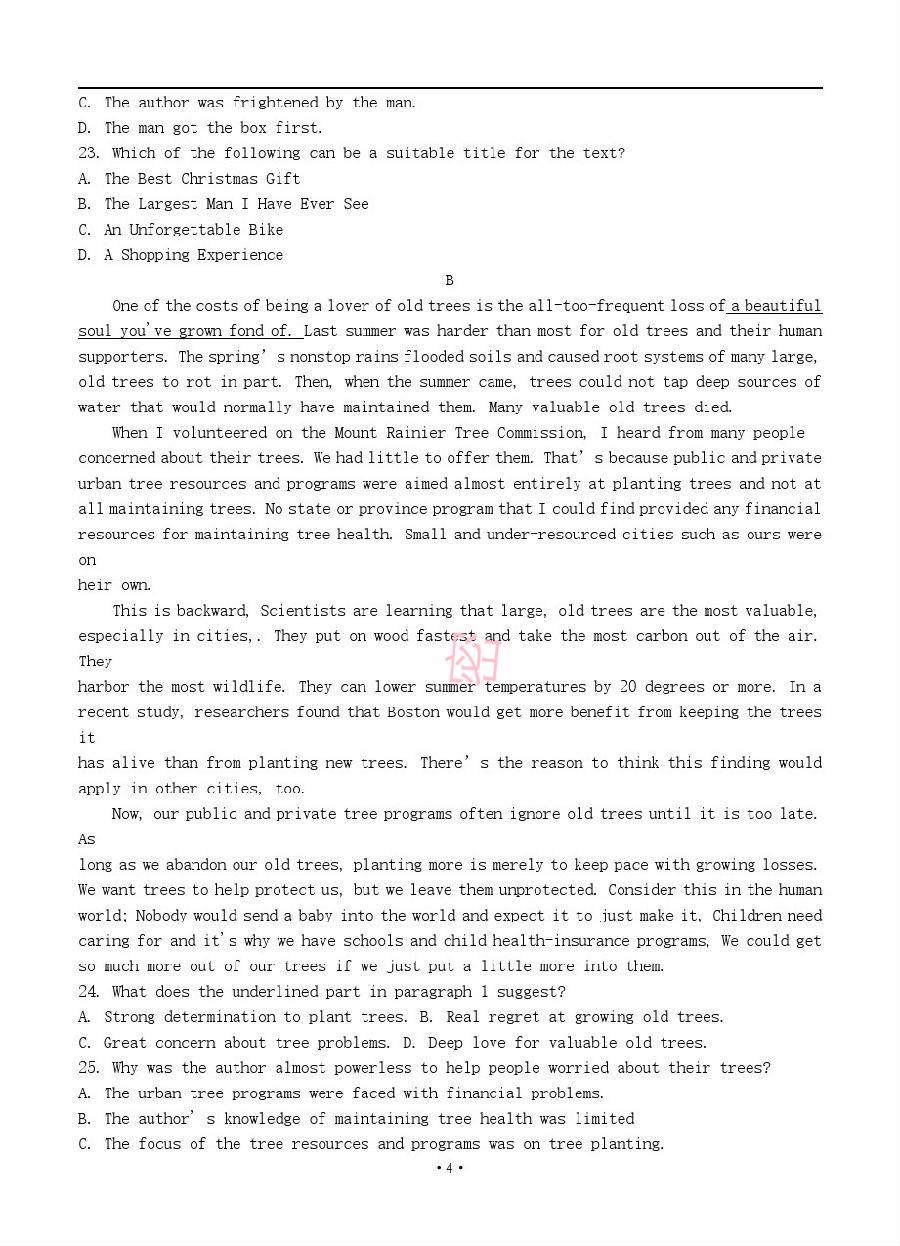 C. The author was frightened by the man.
D. The man got the box first.
23. Which of the following can be a suitable title for the text?
A. The Best Christmas Gift
B. The Largest Man I Have Ever See
C. An Unforgettable Bike
D. A Shopping Experience
B
One of the costs of being a lover of old trees is the all-too-frequent loss of a beautiful
soul you've grown fond of. Last summer was harder than most for old trees and their human
supporters. The spring’s nonstop rains flooded soils and caused root systems of many large,
old trees to rot in part. Then, when the summer came, trees could not tap deep sources of
water that would normally have maintained them. Many valuable old trees died.
When I volunteered on the Mount Rainier Tree Commission, I heard from many people
concerned about their trees. We had little to offer them. That’s because public and private
urban tree resources and programs were aimed almost entirely at planting trees and not at
all maintaining trees. No state or province program that I could find provided any financial
resources for maintaining tree health. Small and under-resourced cities such as ours were
on
heir own.
This is backward, Scientists are learning that large, old trees are the most valuable,
especially in cities,. They put on wood fastest and take the most carbon out of the air.
They
harbor the most wildlife. They can lower summer temperatures by 20 degrees or more. In a
recent study, researchers found that Boston would get more benefit from keeping the trees
it
has alive than from planting new trees. There’s the reason to think this finding would
apply in other cities, too.
Now, our public and private tree programs often ignore old trees until it is too late.
As
long as we abandon our old trees, planting more is merely to keep pace with growing losses.
We want trees to help protect us, but we leave them unprotected. Consider this in the human
world; Nobody would send a baby into the world and expect it to just make it, Children need
caring for and it's why we have schools and child health-insurance programs, We could get
so much more out of our trees if we just put a little more into them.
24. What does the underlined part in paragraph 1 suggest?
A. Strong determination to plant trees. B. Real regret at growing old trees.
C. Great concern about tree problems. D. Deep love for valuable old trees.
25. Why was the author almost powerless to help people worried about their trees?
A. The urban tree programs were faced with financial problems.
B. The author’s knowledge of maintaining tree health was limited
C. The focus of the tree resources and programs was on tree planting.
•4•